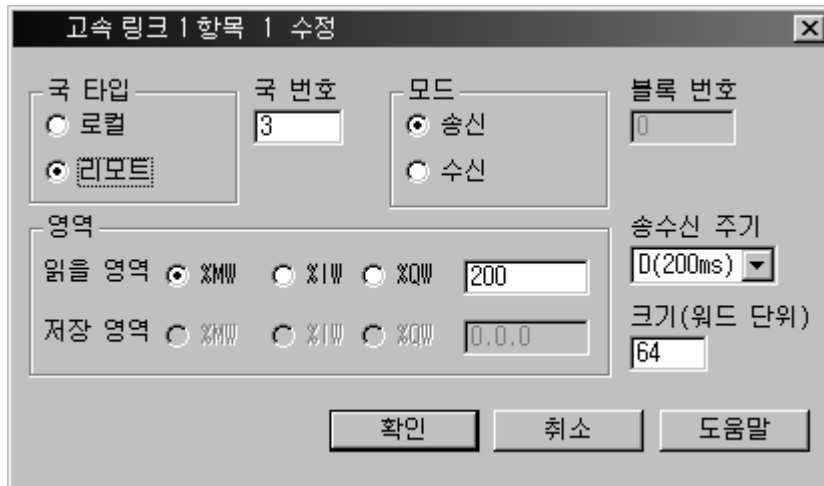 고속 링크 1 항목 1 수정
국 타입
국 번호
모드
블록 번호
로컬
3
송신
0
리모트
수신
영역
송수신 주기
읽을 영역 %MW %IW %QW 200
D(200ms)
저장 영역 %MW %IW %QW 0.0.0
크기(워드 단위)
64
확인
취소
도움말